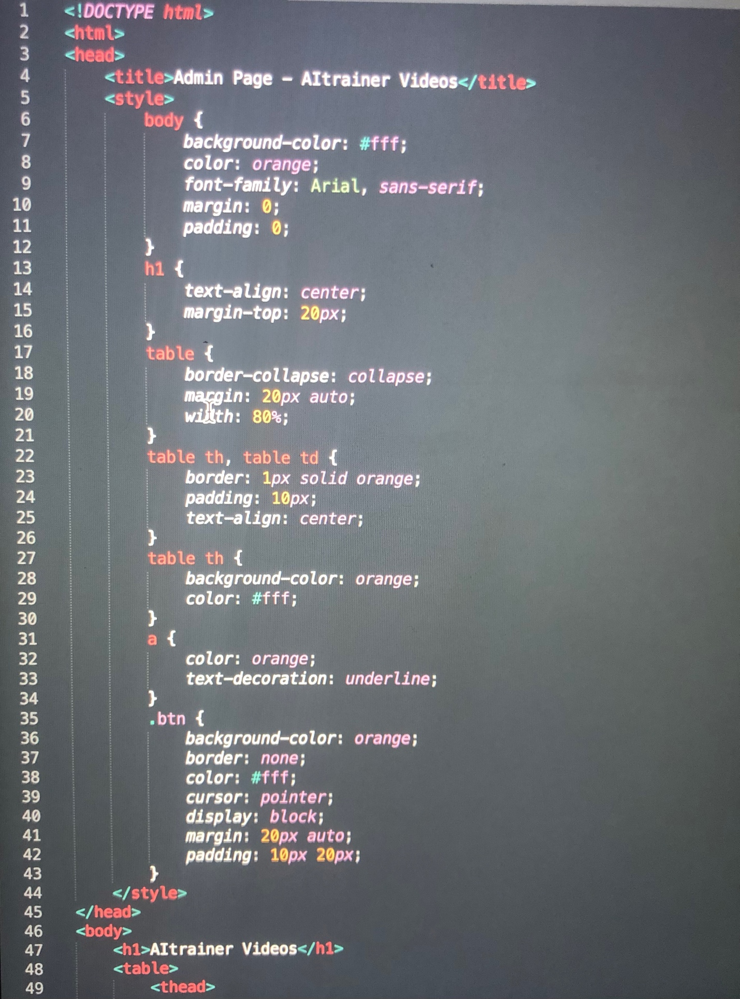 1 <!DOCTYPE html>
2 <html>
3 <head>
4 <title>Admin Page – AItrainer Videos</title>
5 <style>
6 body {
7 background-color: #fff;
8 color: orange;
9 font-family: Arial, sans-serif;
10 margin: 0;
11 padding: 0;
12 }
13 h1 {
14 text-align: center;
15 margin-top: 20px;
16 }
17 table {
18 border-collapse: collapse;
19 margin: 20px auto;
20 width: 80%;
21 }
22 table th, table td {
23 border: 1px solid orange;
24 padding: 10px;
25 text-align: center;
26 }
27 table th {
28 background-color: orange;
29 color: #fff;
30 }
31 a {
32 color: orange;
33 text-decoration: underline;
34 }
35 .btn {
36 background-color: orange;
37 border: none;
38 color: #fff;
39 cursor: pointer;
40 display: block;
41 margin: 20px auto;
42 padding: 10px 20px;
43 }
44 </style>
45 </head>
46 <body>
47 <h1>AItrainer Videos</h1>
48 <table>
49 <thead>